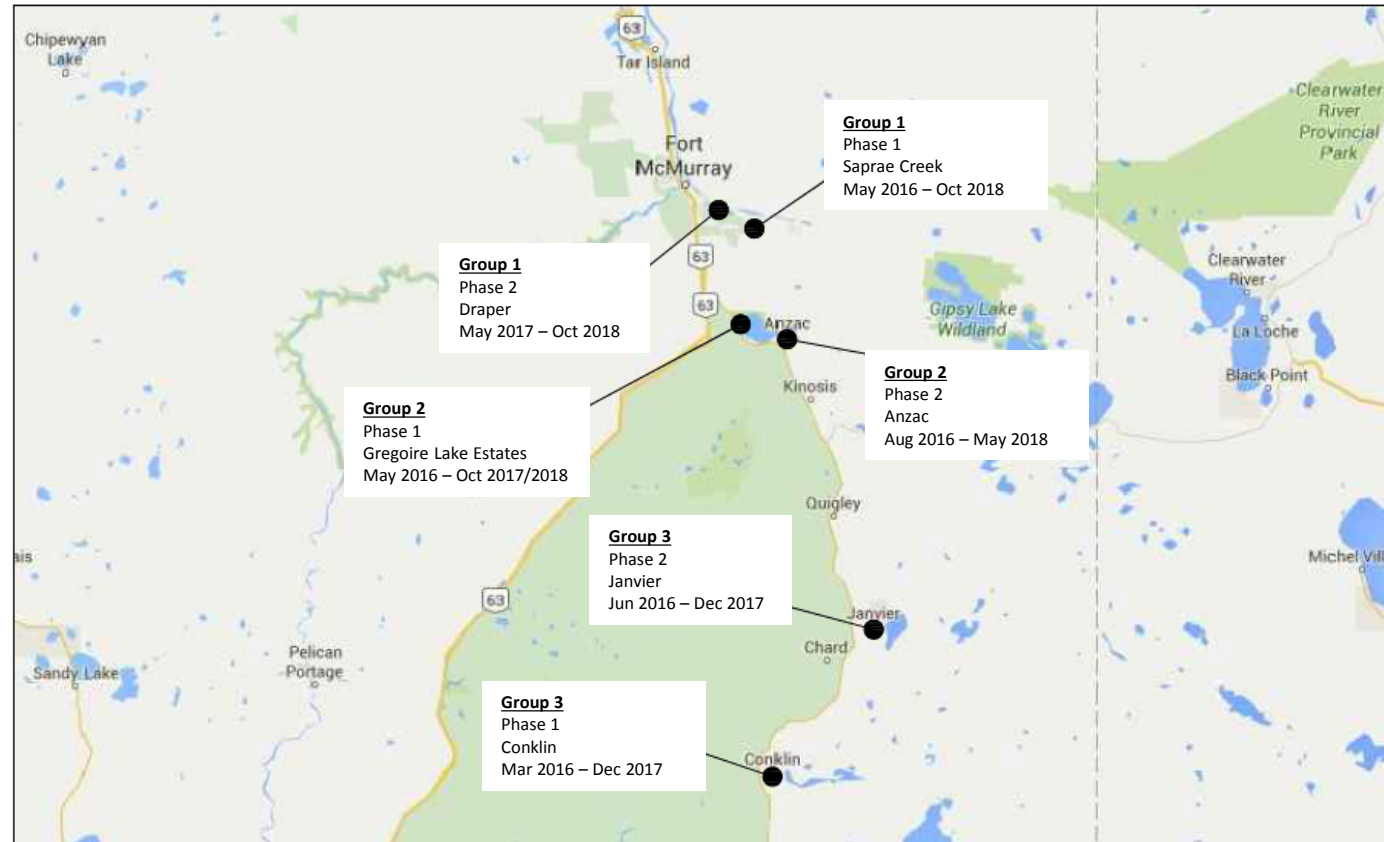 Chipewyan
Lake
63
Tar Island
Clearwater
River
Provincial
Park
Fort
McMurray
Group 1
Phase 1
Saprae Creek
May 2016 – Oct 2018
63
Group 1
Phase 2
Draper
May 2017 – Oct 2018
Clearwater
River
63
Anzac
Gipsy Lake
Wildland
La Loche
Kinosis
Black Point
Group 2
Phase 2
Anzac
Aug 2016 – May 2018
Group 2
Phase 1
Gregoire Lake Estates
May 2016 – Oct 2017/2018
Quigley
Group 3
Phase 2
Janvier
Jun 2016 – Dec 2017
ais
Michel Vill
63
Janvier
Chard
Pelican
Portage
Sandy Lake
Group 3
Phase 1
Conklin
Mar 2016 – Dec 2017
Conklin